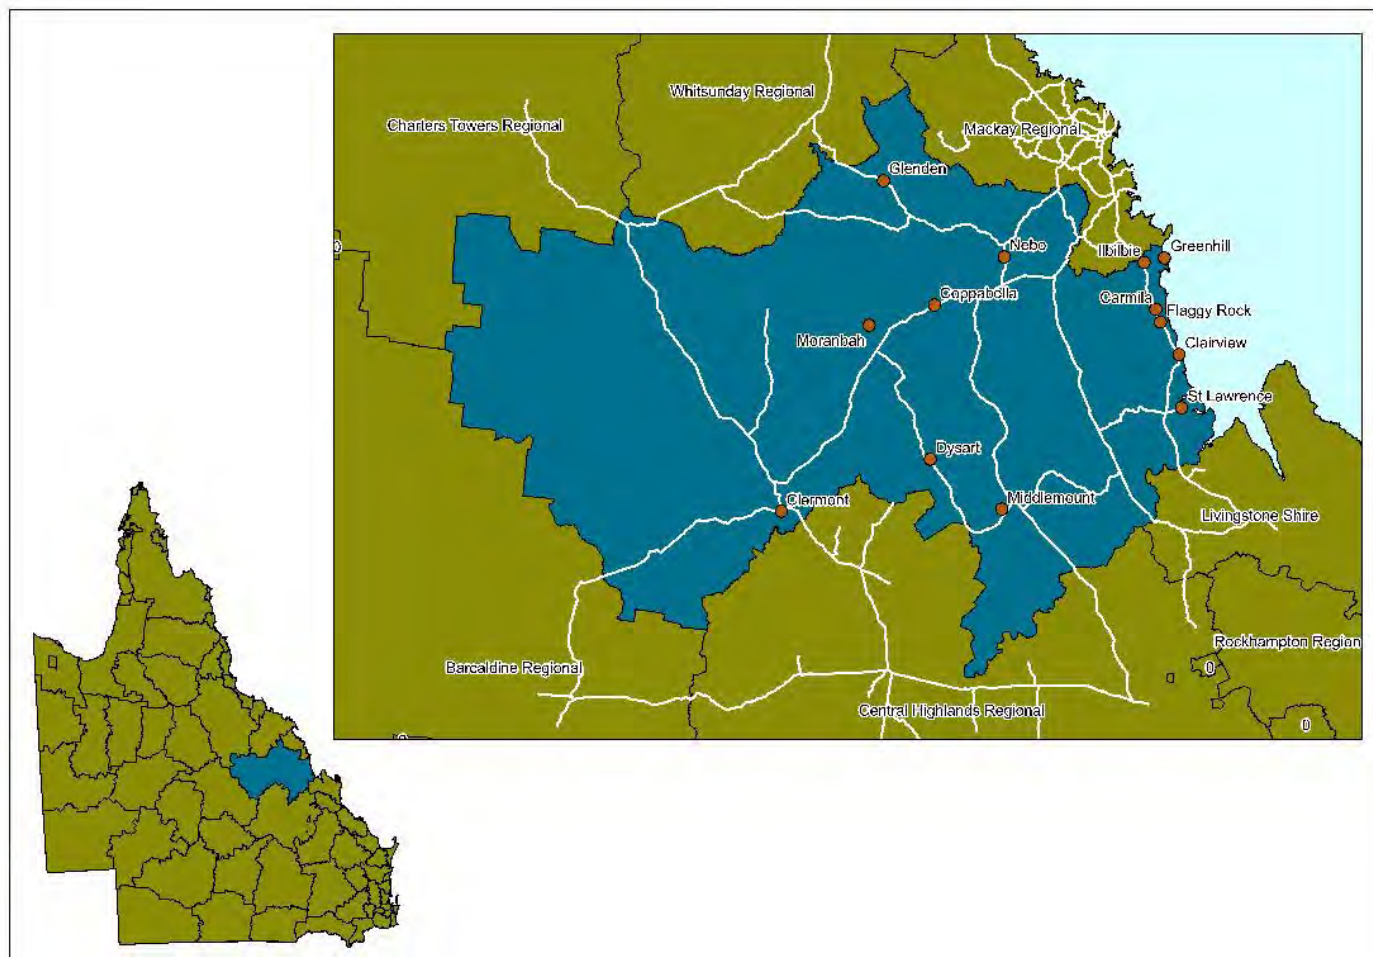 Whitsunday Regional
Charters Towers Regional
Mackay Regional
Glenden
Nebo
Ilbilbie
Greenhill
0
Coppabella
Carmila
Flaggy Rock
Moranbah
Clairview
St Lawrence
Dysart
Clermont
Middlemount
Livingstone Shire
Rockhampton Region
Barcaldine Regional
0
Central Highlands Regional
0
0